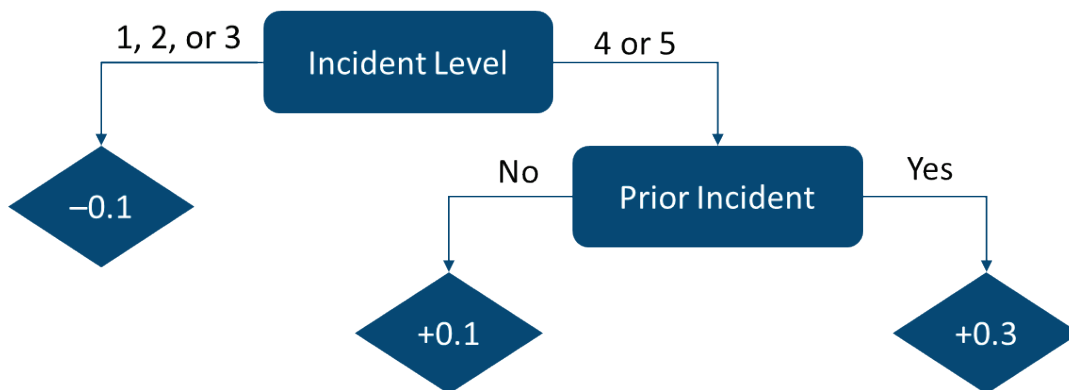 1, 2, or 3
Incident Level
4 or 5
–0.1
No
Prior Incident
Yes
+0.1
+0.3